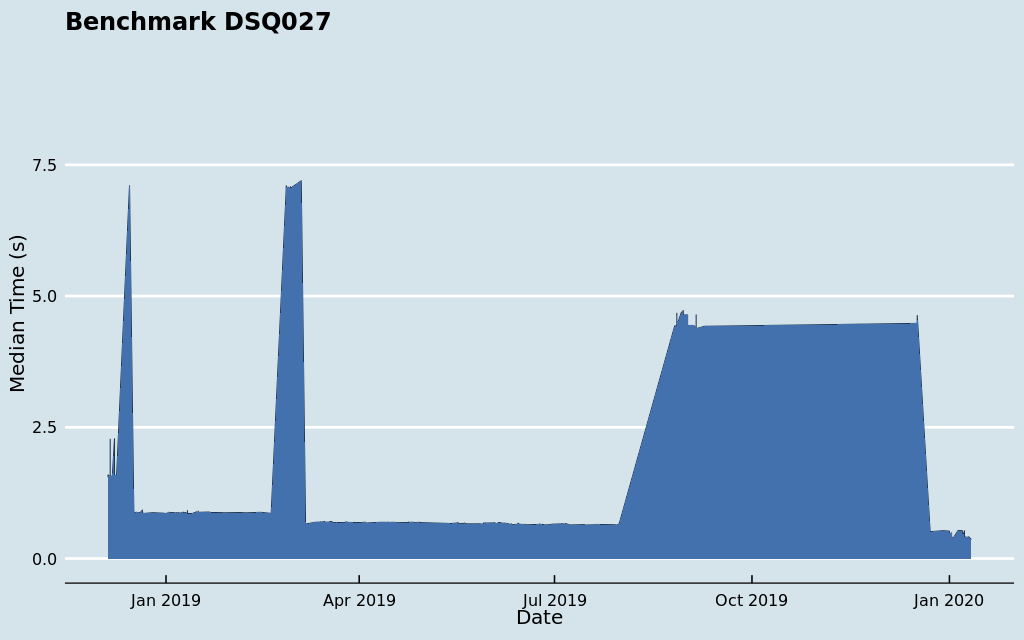 Benchmark DSQ027
Median Time (s)
7.5
5.0
2.5
0.0
Jan 2019
Apr 2019
Jul 2019
Oct 2019
Jan 2020
Date